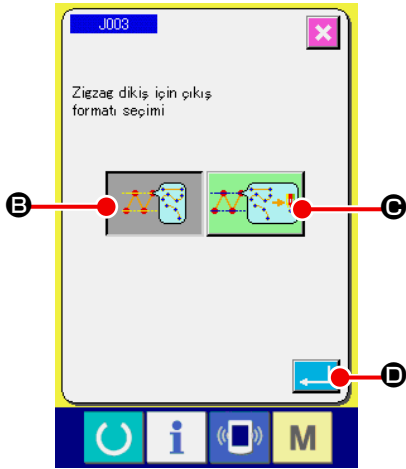 J003
Zigzag dikiş için çıkış
formatı seçimi
B
C
D
i
M